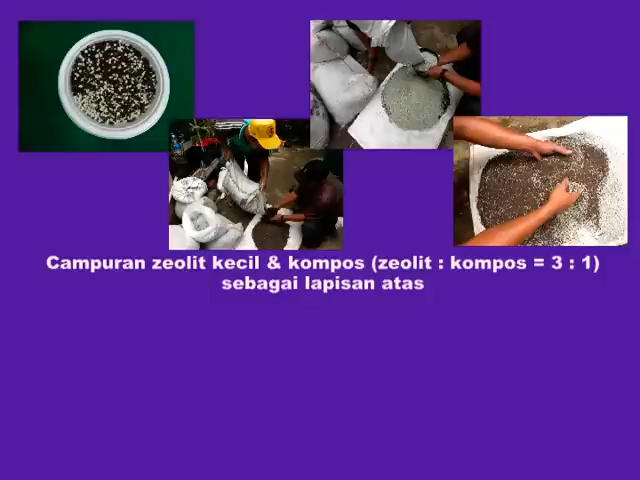 Campuran zeolit kecil & kompos (zeolit : kompos = 3 : 1)
sebagai lapisan atas